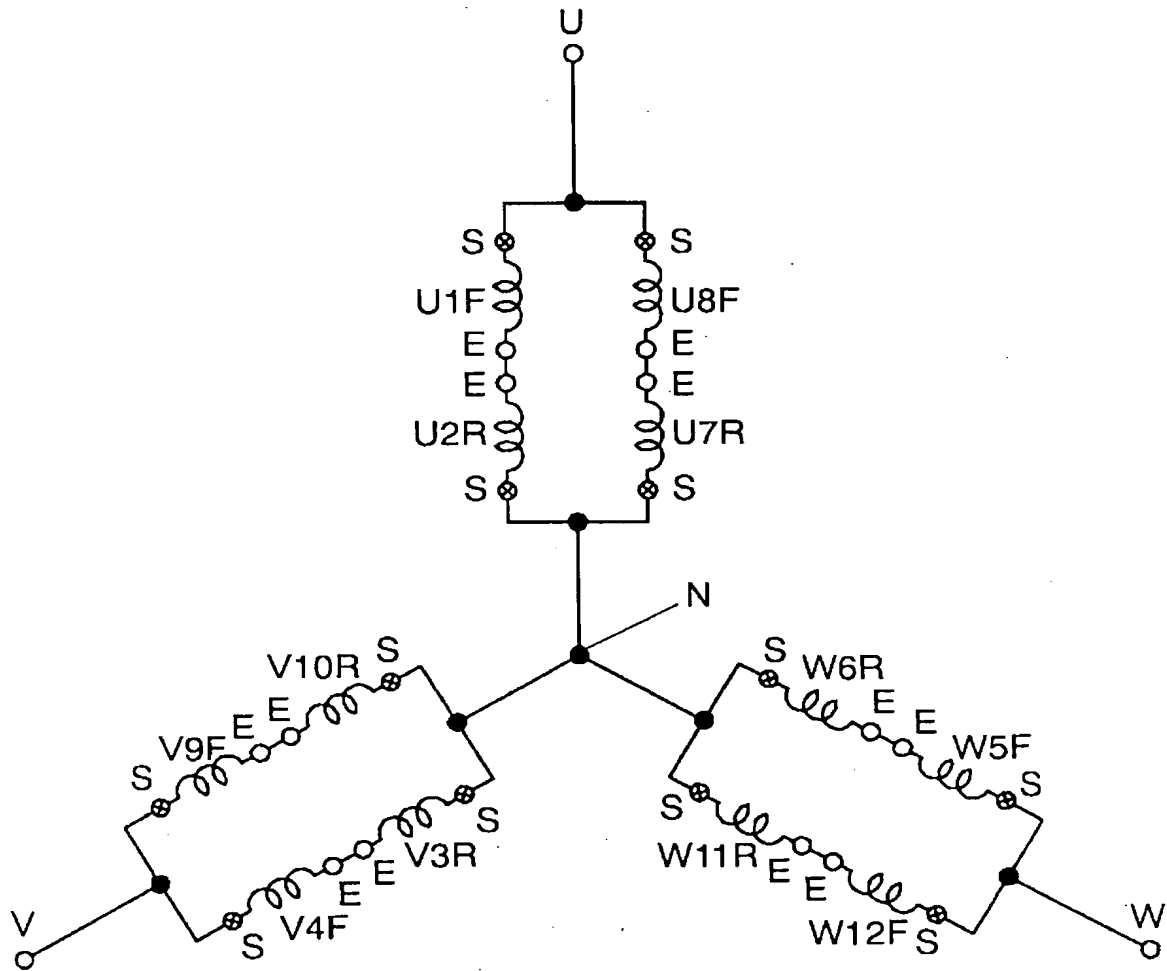 U
S S
U1F U8F
E E
E E
U2R U7R
S S
N
S V10R E E V9F S
S W6R E E W5F S
S V3R E E V4F S
S W11R E E W12F S
V W